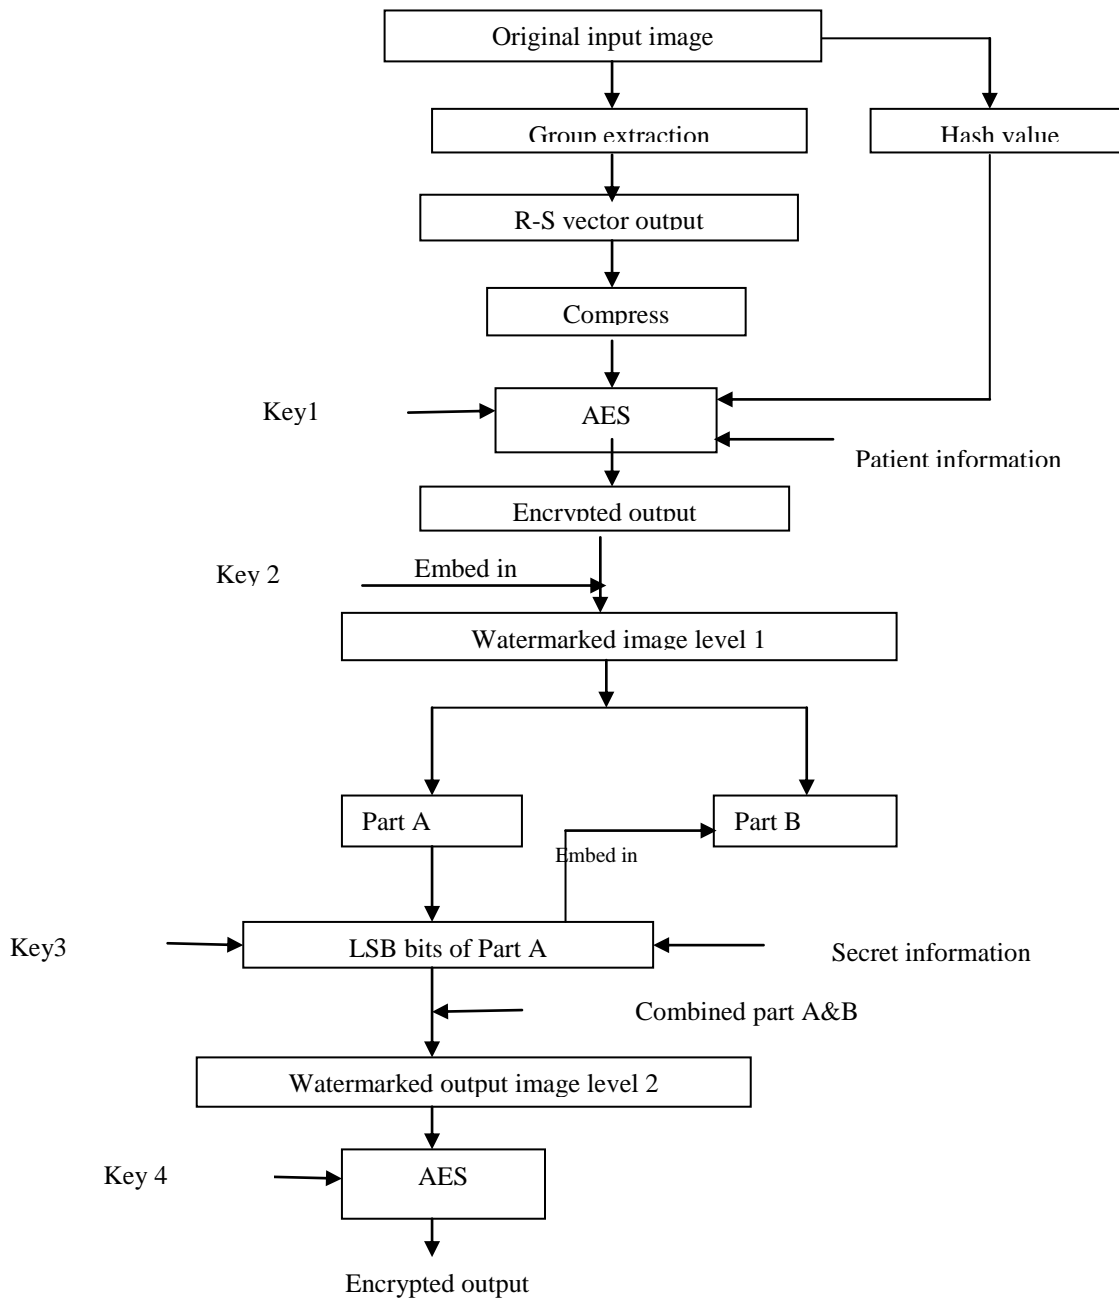 Original input image
Group extraction
Hash value
R-S vector output
Compress
Key1
AES
Patient information
Encrypted output
Key 2
Embed in
Watermarked image level 1
Part A
Part B
Embed in
Key3
LSB bits of Part A
Secret information
Combined part A&B
Watermarked output image level 2
Key 4
AES
Encrypted output